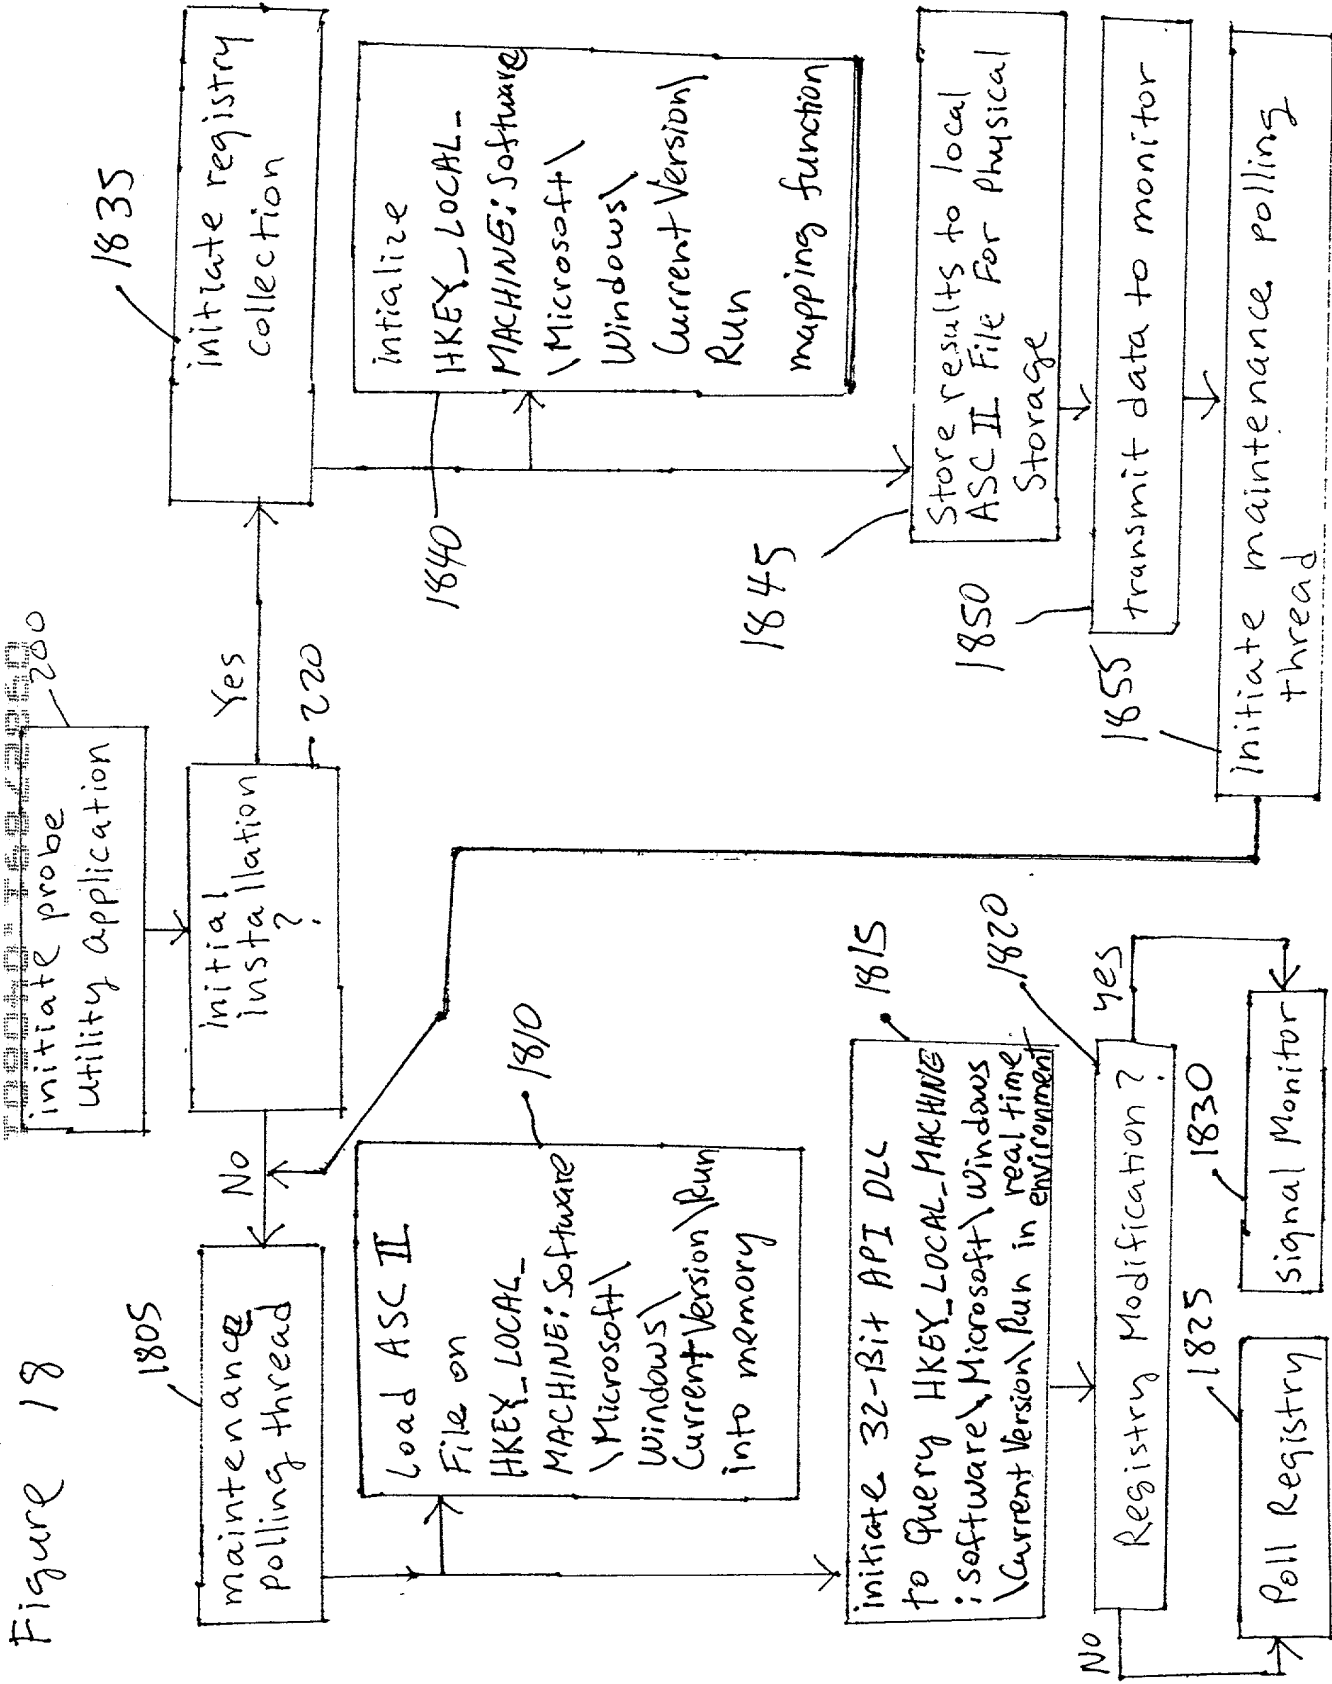 Figure 18
200
initiate probe
utility application
initial
installation
?
220
No
Yes
1805
maintenance
polling thread
1810
Load ASC II
File on
HKEY_LOCAL_
MACHINE:Software
\Microsoft\
Windows\
Current Version\Run
into memory
1815
initiate 32-Bit API DLL
to Query HKEY_LOCAL_MACHINE
:software\Microsoft\Windows
\Current Version\Run in real time
environment
1820
Registry Modification?
No
yes
1825
Poll Registry
1830
Signal Monitor
1835
initiate registry
collection
1840
intialize
HKEY_LOCAL_
MACHINE:Software
\Microsoft\
Windows\
Current Version\
Run
mapping function
1845
Store results to local
ASC II File For Physical
Storage
1850
transmit data to monitor
1855
initiate maintenance polling
thread